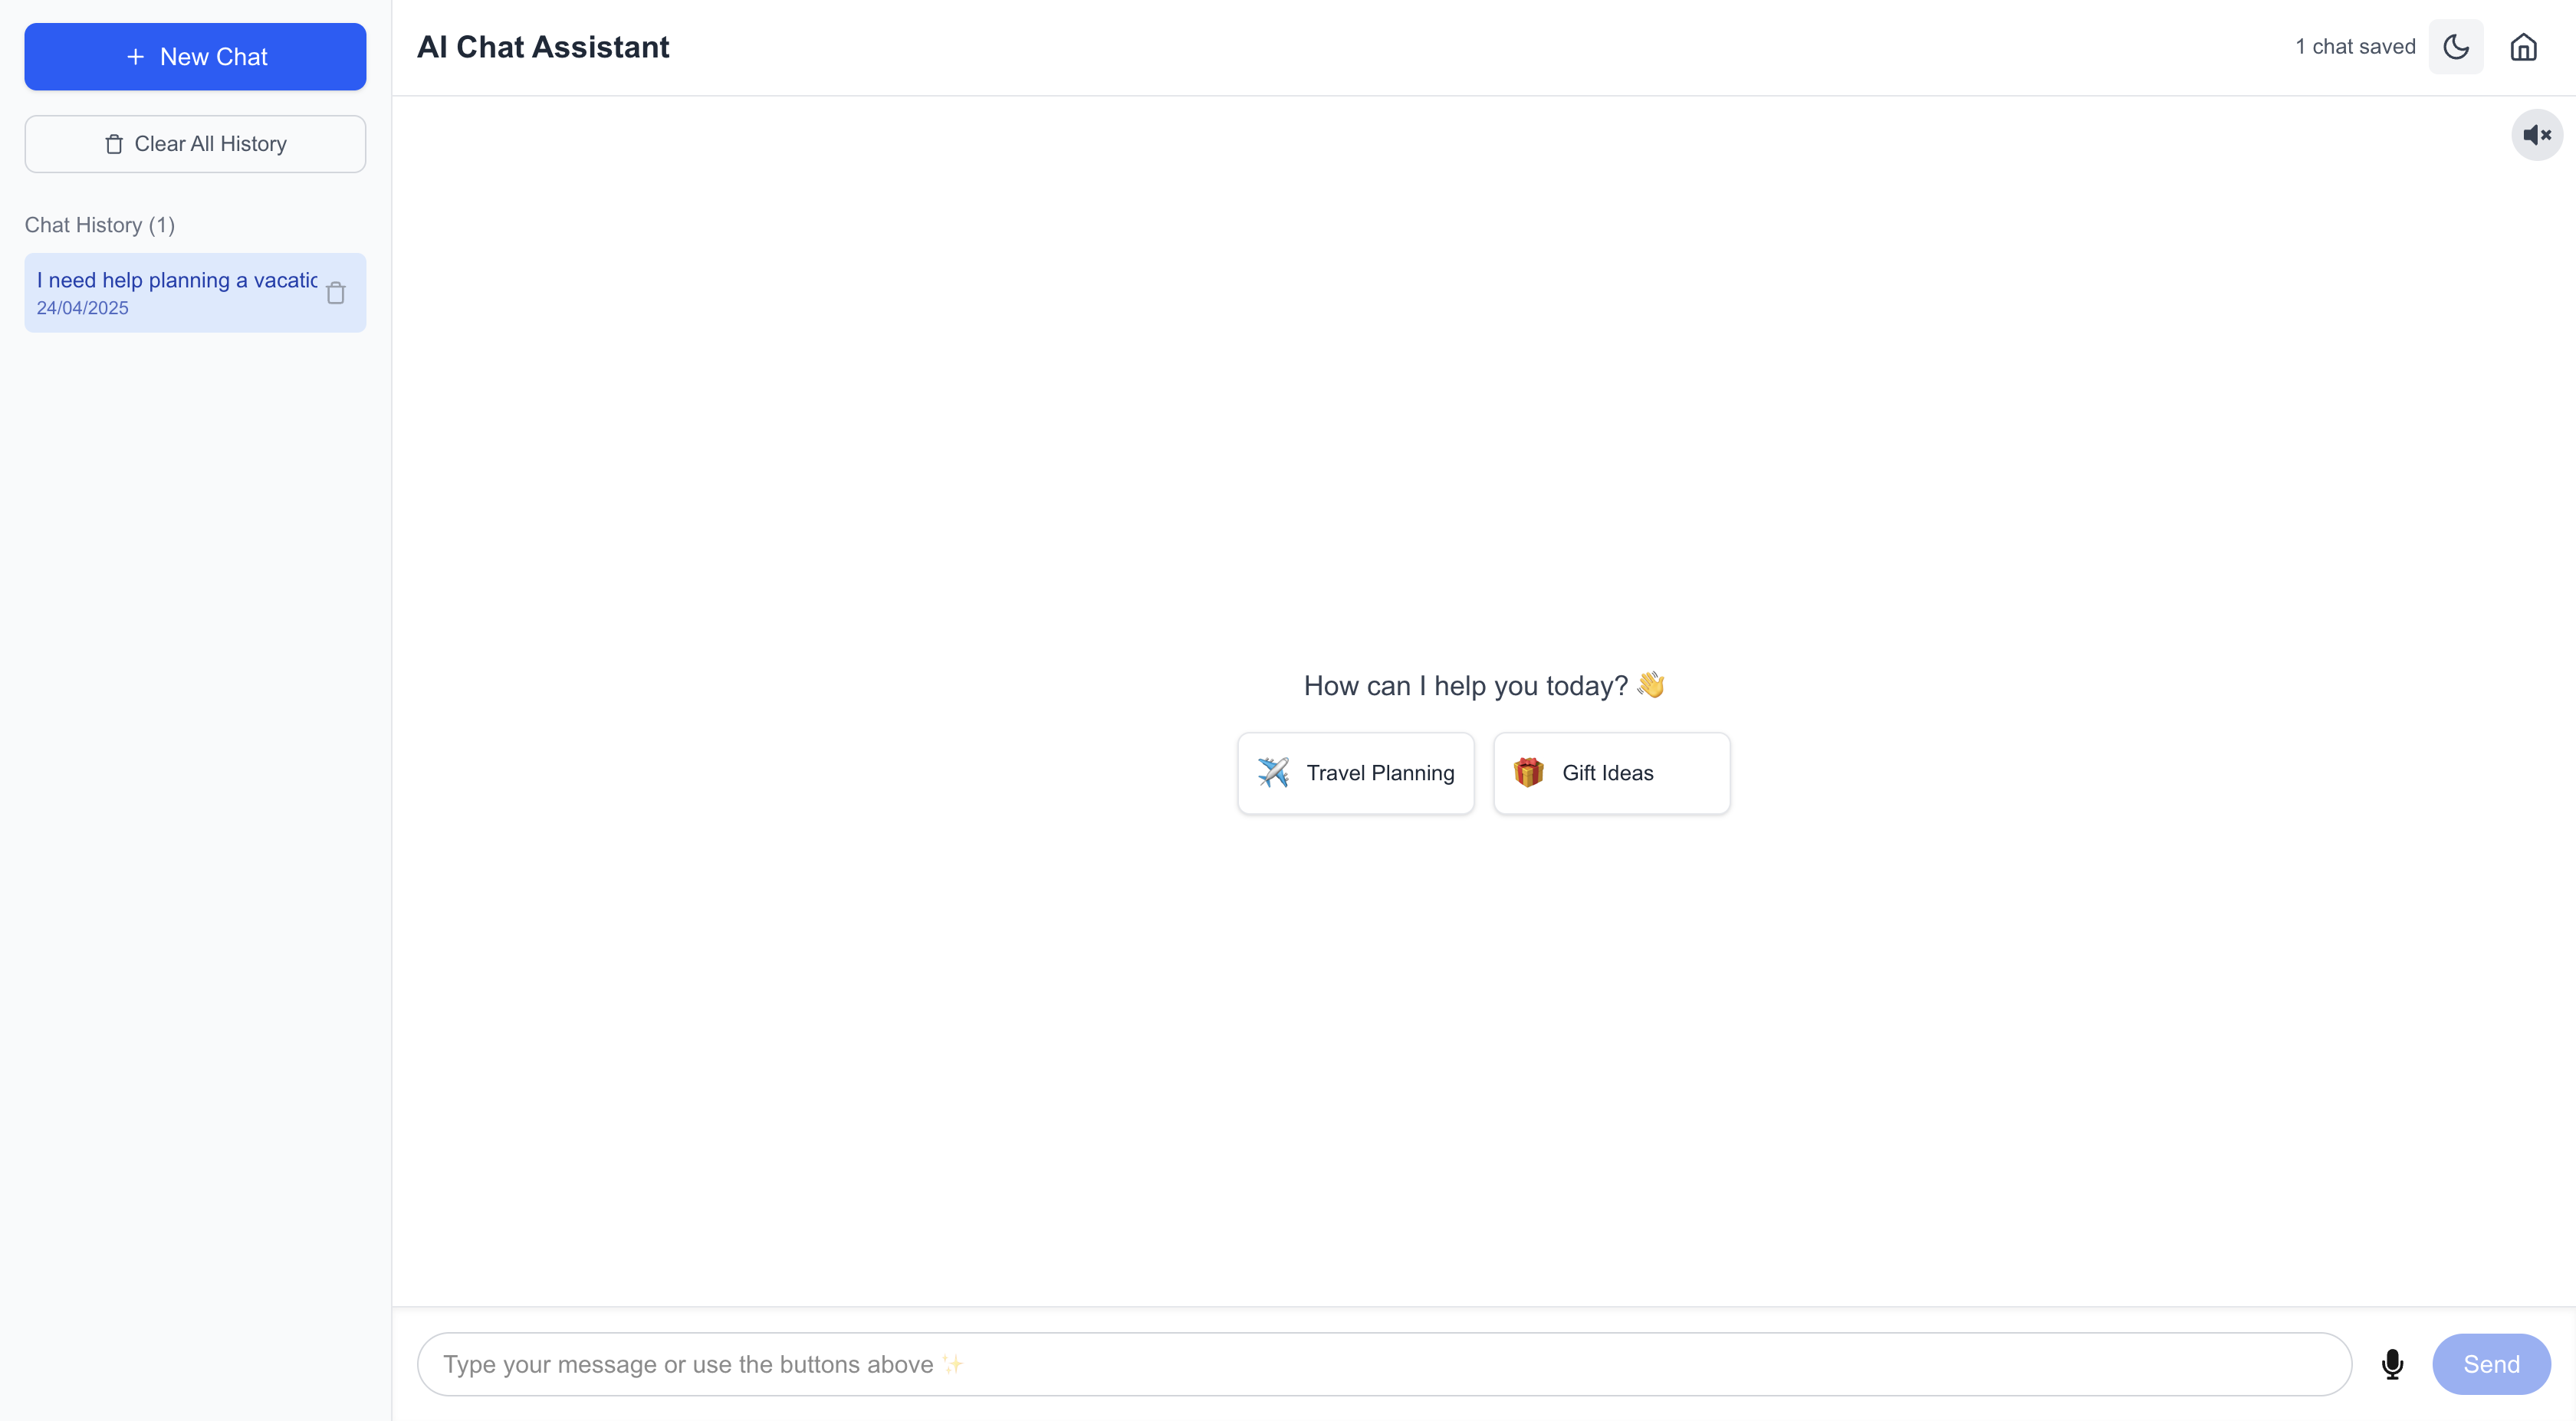 + New Chat
Clear All History
Chat History (1)
I need help planning a vacatic
24/04/2025
AI Chat Assistant
1 chat saved
How can I help you today? 👋
✈️ Travel Planning
🎁 Gift Ideas
Type your message or use the buttons above ✨
Send